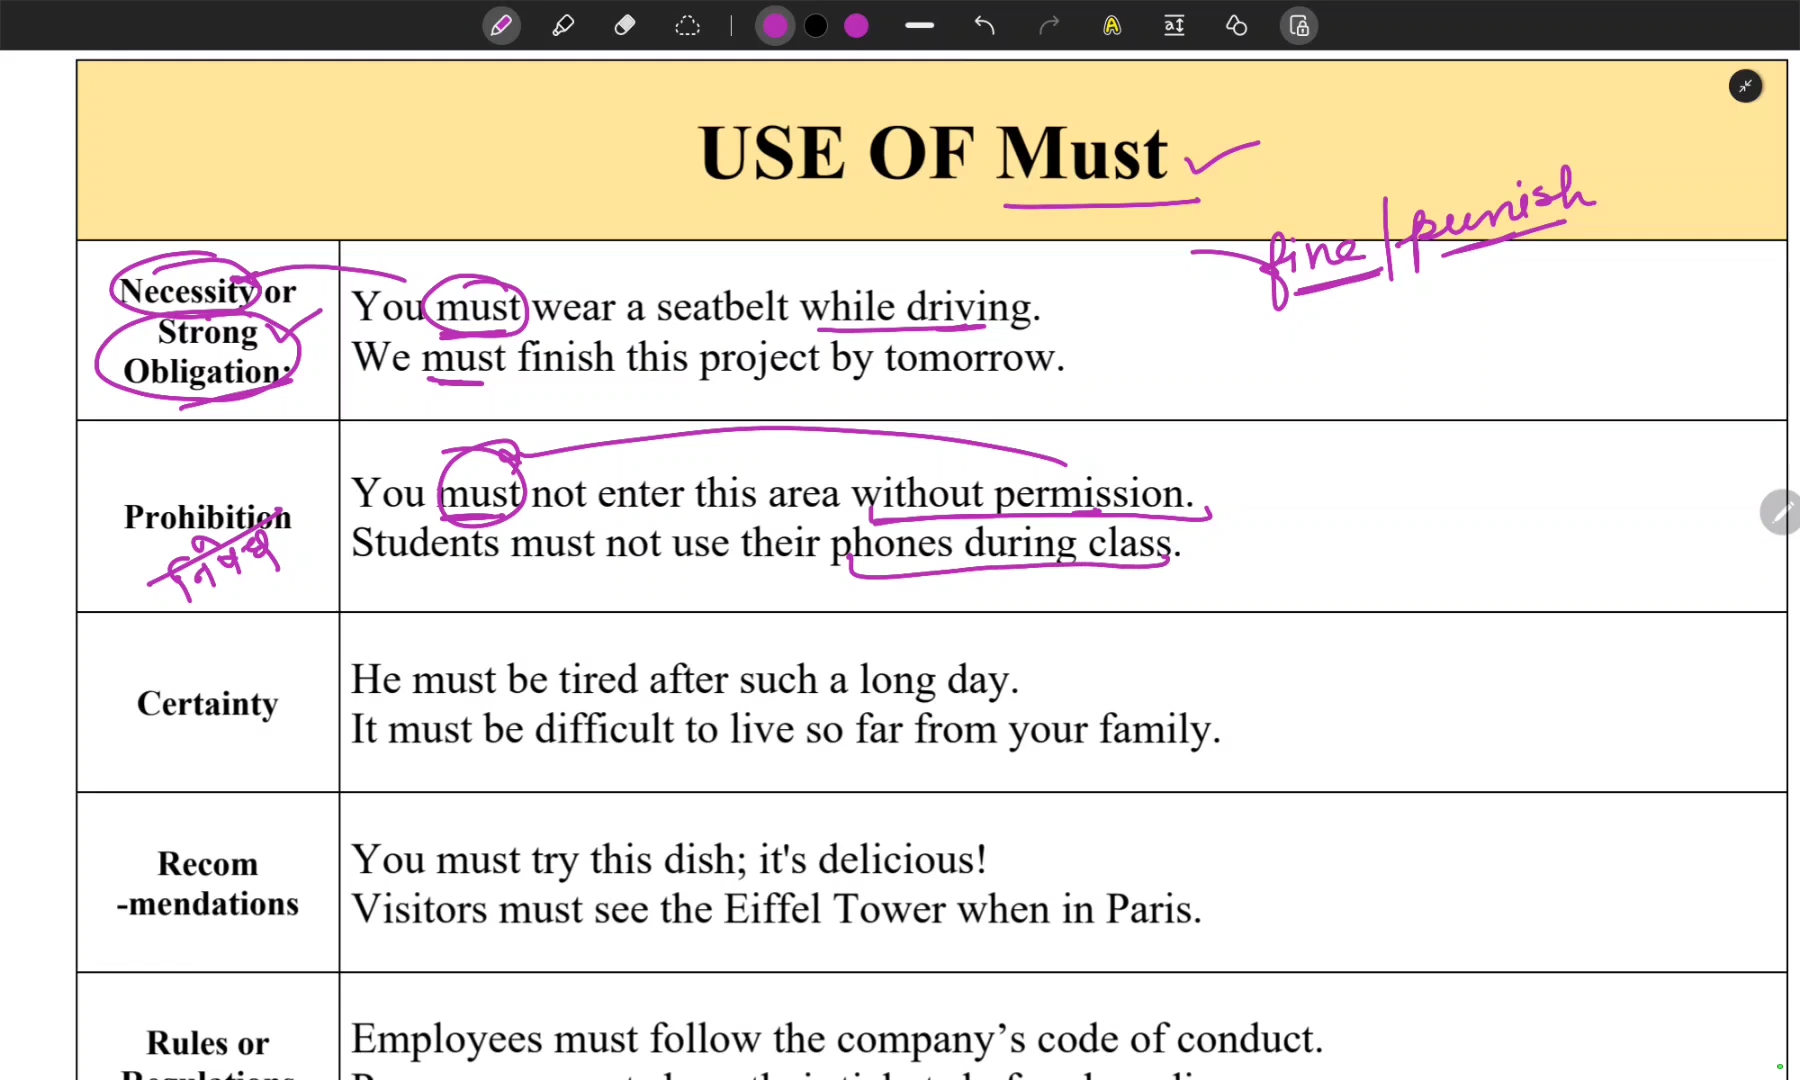 USE OF Must
fine/punish
Necessity or
Strong
Obligation:
You must wear a seatbelt while driving.
We must finish this project by tomorrow.
Prohibition
निषेध
You must not enter this area without permission.
Students must not use their phones during class.
Certainty
He must be tired after such a long day.
It must be difficult to live so far from your family.
Recom
-mendations
You must try this dish; it's delicious!
Visitors must see the Eiffel Tower when in Paris.
Rules or
Regulations
Employees must follow the company’s code of conduct.